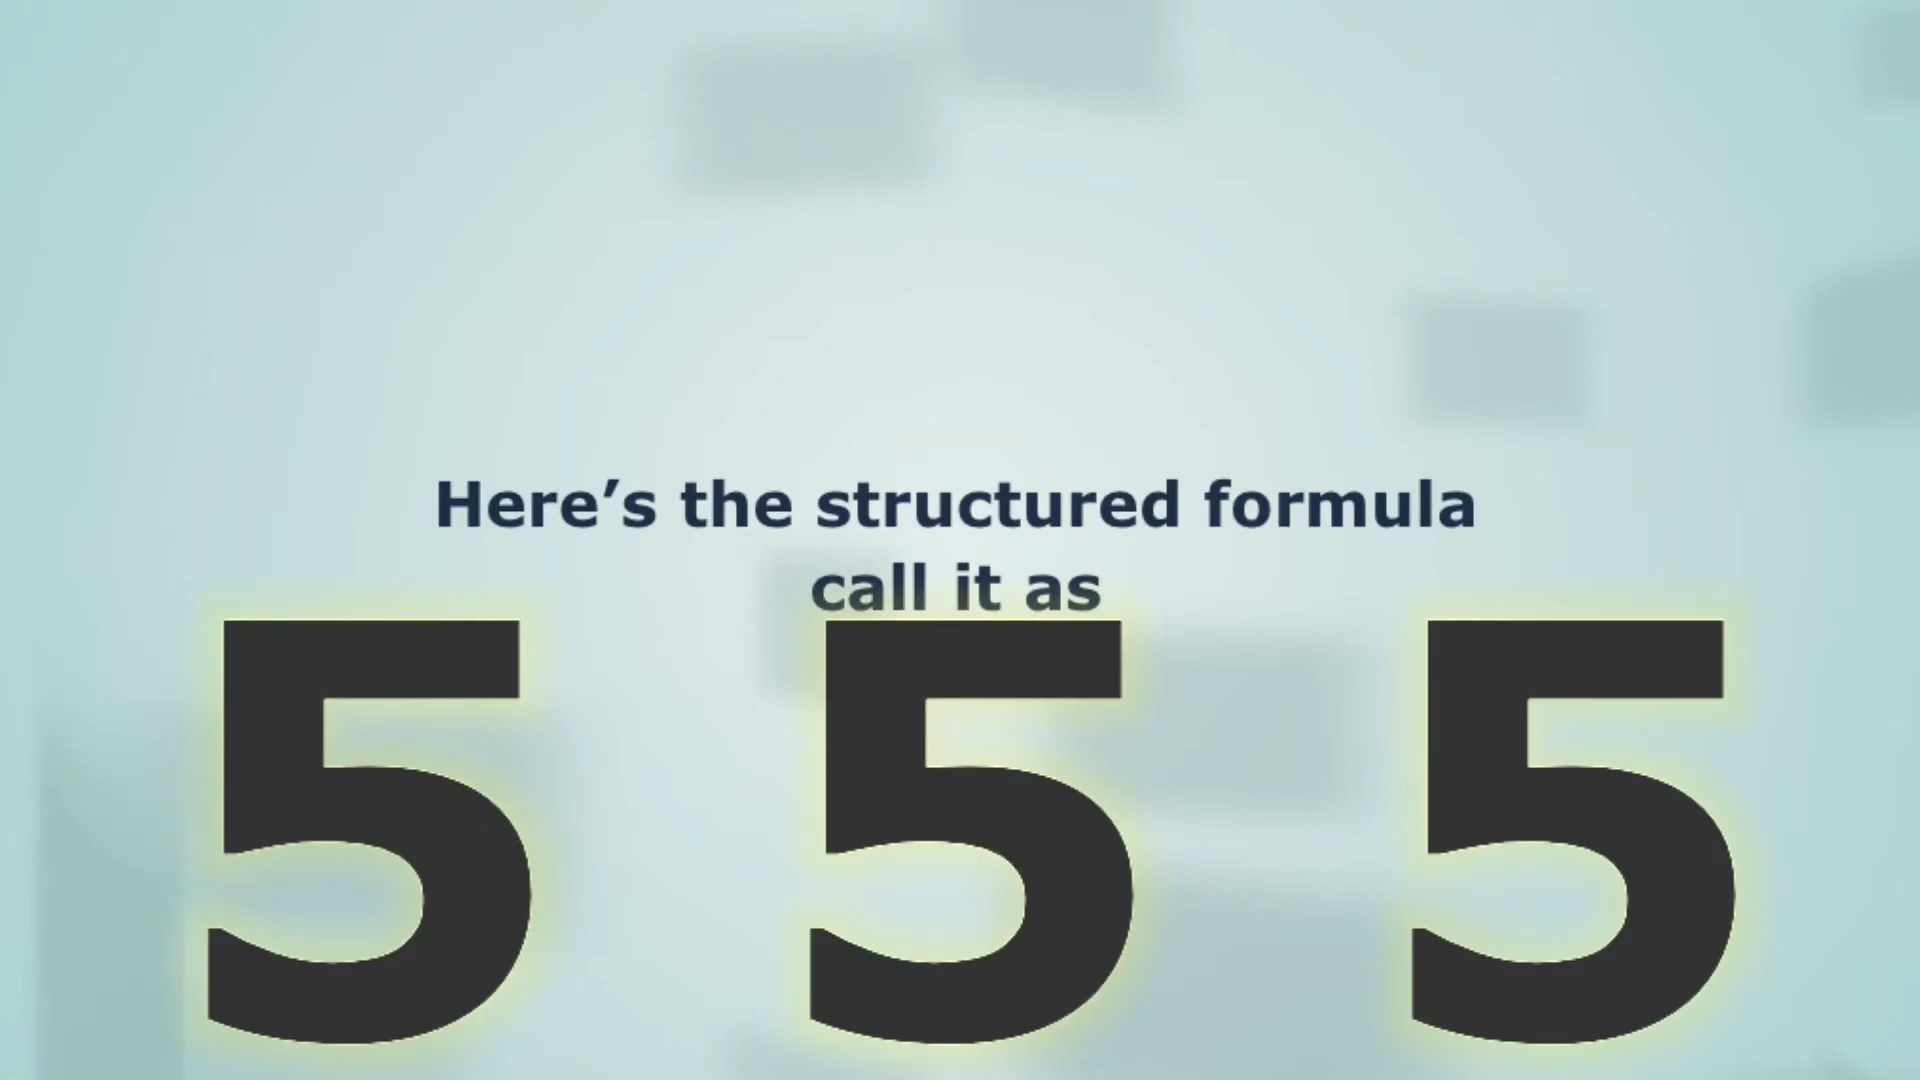 Here’s the structured formula
call it as
5 5 5